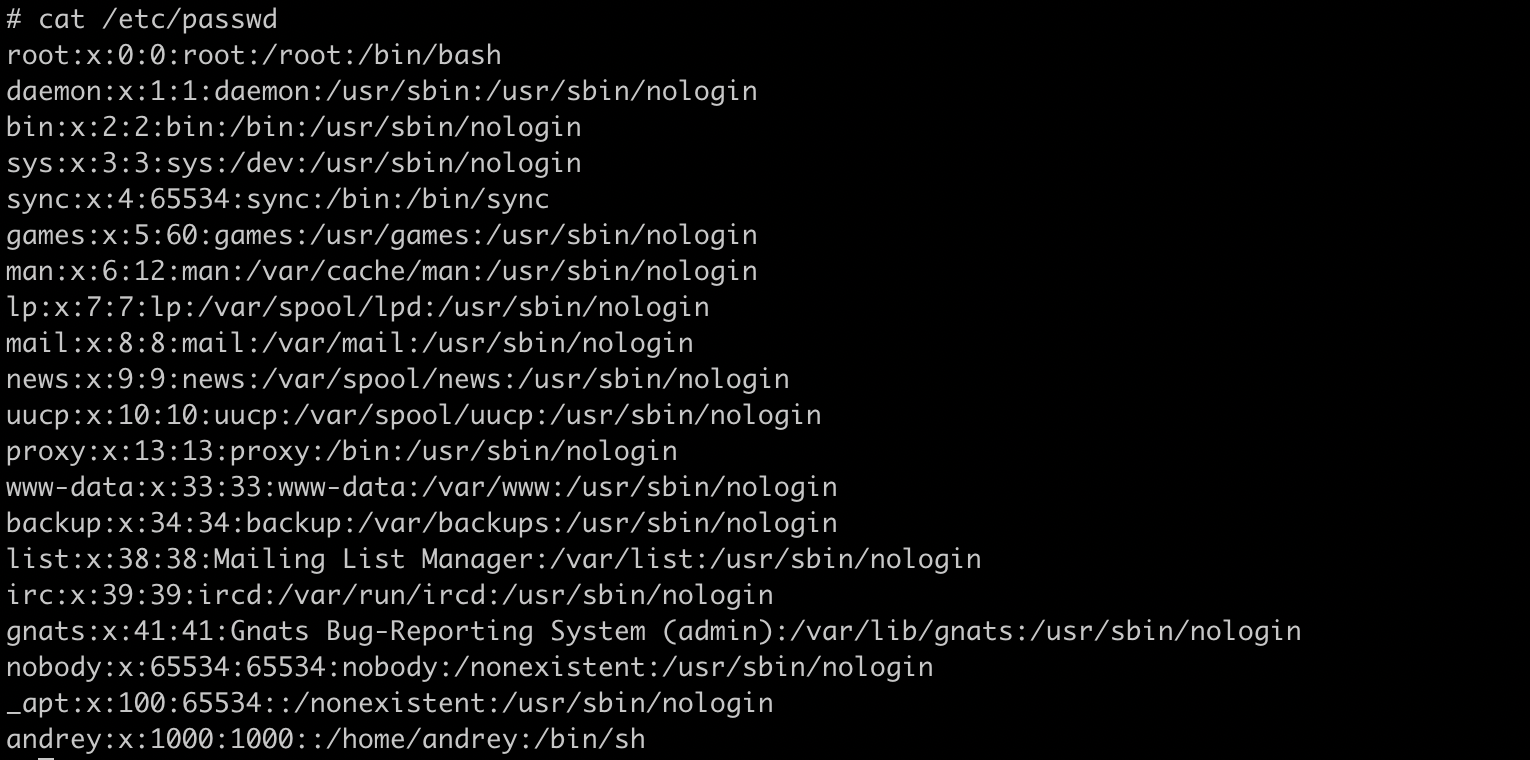 # cat /etc/passwd
root:x:0:0:root:/root:/bin/bash
daemon:x:1:1:daemon:/usr/sbin:/usr/sbin/nologin
bin:x:2:2:bin:/bin:/usr/sbin/nologin
sys:x:3:3:sys:/dev:/usr/sbin/nologin
sync:x:4:65534:sync:/bin:/bin/sync
games:x:5:60:games:/usr/games:/usr/sbin/nologin
man:x:6:12:man:/var/cache/man:/usr/sbin/nologin
lp:x:7:7:lp:/var/spool/lpd:/usr/sbin/nologin
mail:x:8:8:mail:/var/mail:/usr/sbin/nologin
news:x:9:9:news:/var/spool/news:/usr/sbin/nologin
uucp:x:10:10:uucp:/var/spool/uucp:/usr/sbin/nologin
proxy:x:13:13:proxy:/bin:/usr/sbin/nologin
www-data:x:33:33:www-data:/var/www:/usr/sbin/nologin
backup:x:34:34:backup:/var/backups:/usr/sbin/nologin
list:x:38:38:Mailing List Manager:/var/list:/usr/sbin/nologin
irc:x:39:39:ircd:/var/run/ircd:/usr/sbin/nologin
gnats:x:41:41:Gnats Bug-Reporting System (admin):/var/lib/gnats:/usr/sbin/nologin
nobody:x:65534:65534:nobody:/nonexistent:/usr/sbin/nologin
_apt:x:100:65534::/nonexistent:/usr/sbin/nologin
andrey:x:1000:1000::/home/andrey:/bin/sh